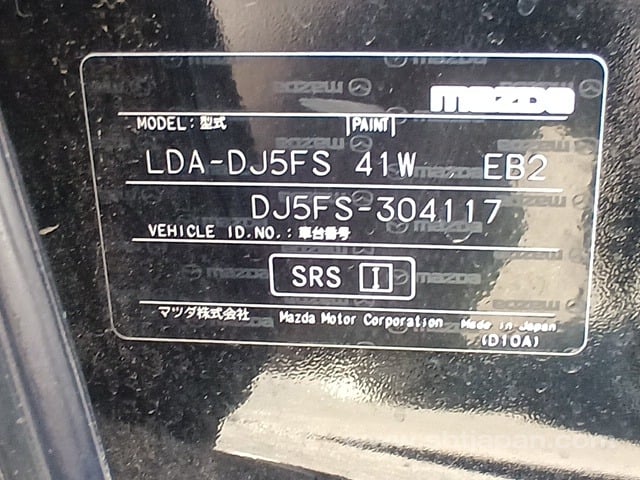 mazda
MODEL: 型式 PAINT
LDA-DJ5FS 41W EB2
DJ5FS-304117
VEHICLE ID.NO.: 車台番号
SRS I
マツダ株式会社 Mazda Motor Corporation Made in Japan
(D10A)